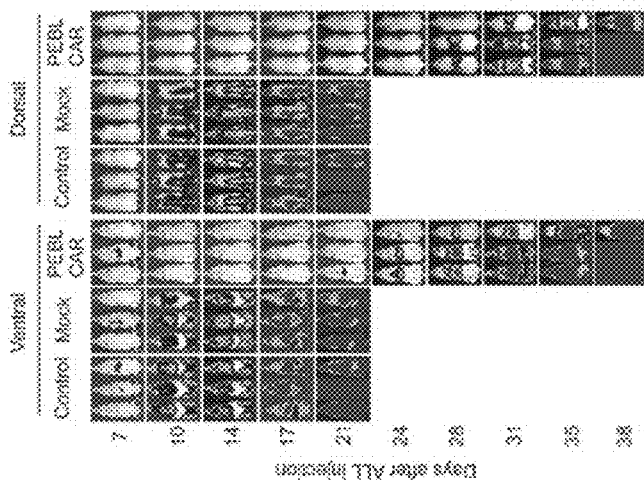 Ventral
Dorsal
Control
Mock
PEBL CAR
Control
Mock
PEBL CAR
7
10
14
17
21
24
28
31
35
38
Days after ALL injection